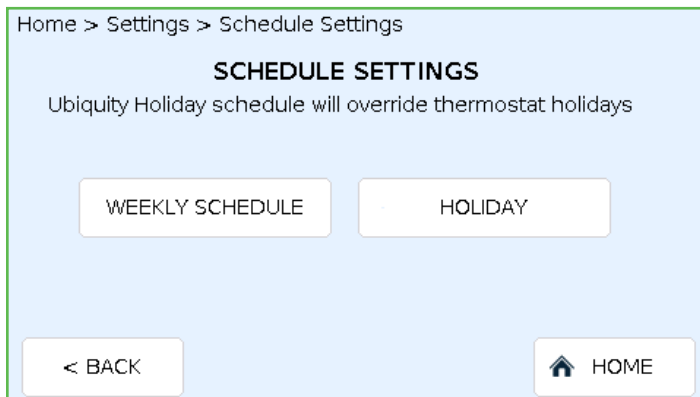 Home > Settings > Schedule Settings
SCHEDULE SETTINGS
Ubiquity Holiday schedule will override thermostat holidays
WEEKLY SCHEDULE HOLIDAY
< BACK HOME